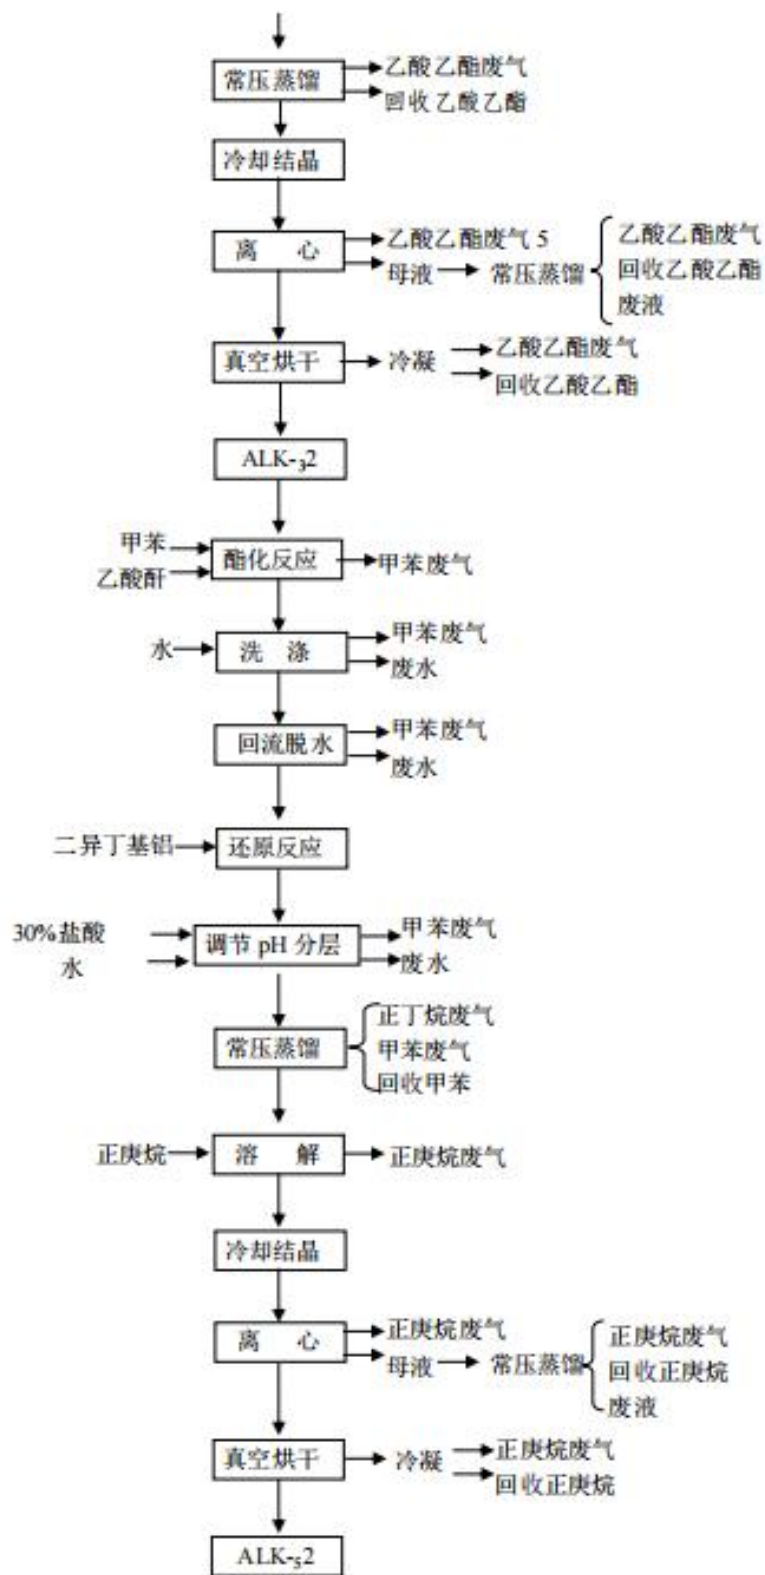 常压蒸馏
乙酸乙酯废气
回收乙酸乙酯
冷却结晶
离 心
乙酸乙酯废气 5
母液
常压蒸馏
乙酸乙酯废气
回收乙酸乙酯
废液
真空烘干
冷凝
乙酸乙酯废气
回收乙酸乙酯
ALK-32
甲苯
乙酸酐
酯化反应
甲苯废气
水
洗 涤
甲苯废气
废水
回流脱水
甲苯废气
废水
二异丁基铝
还原反应
30%盐酸
水
调节 pH 分层
甲苯废气
废水
常压蒸馏
正丁烷废气
甲苯废气
回收甲苯
正庚烷
溶 解
正庚烷废气
冷却结晶
离 心
正庚烷废气
母液
常压蒸馏
正庚烷废气
回收正庚烷
废液
真空烘干
冷凝
正庚烷废气
回收正庚烷
ALK-52